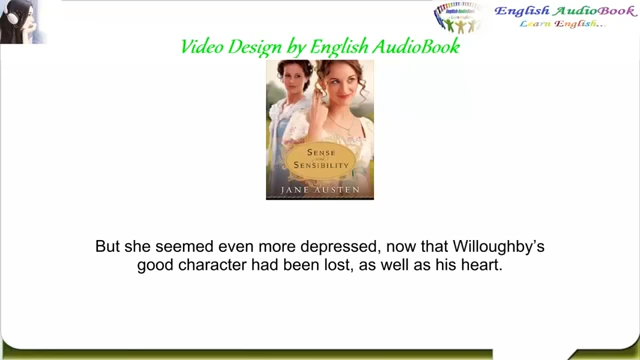 English AudioBook
Learn English...
Video Design by English AudioBook
SENSE
and
SENSIBILITY
JANE AUSTEN
But she seemed even more depressed, now that Willoughby's
good character had been lost, as well as his heart.